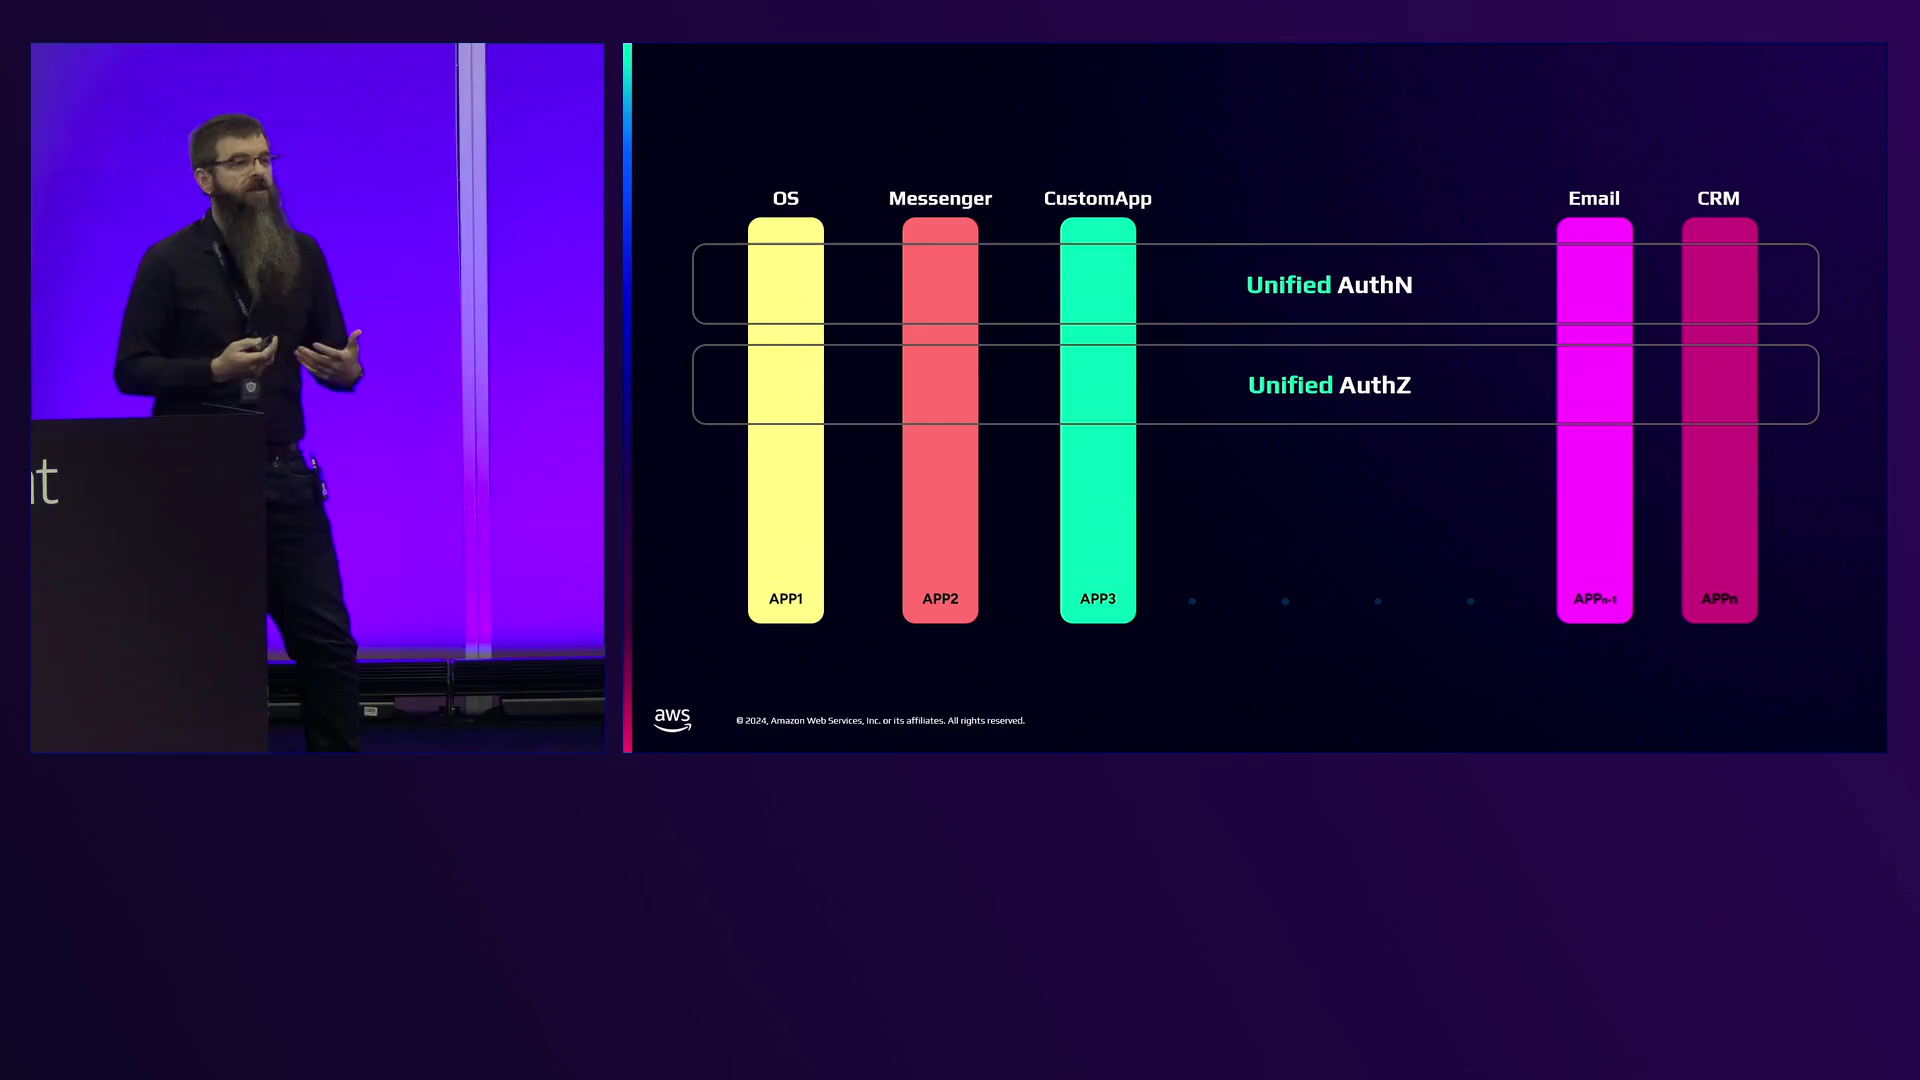 nt
OS
Messenger
CustomApp
Email
CRM
Unified AuthN
Unified AuthZ
APP1
APP2
APP3
APPn-1
APPn
aws
© 2024, Amazon Web Services, Inc. or its affiliates. All rights reserved.